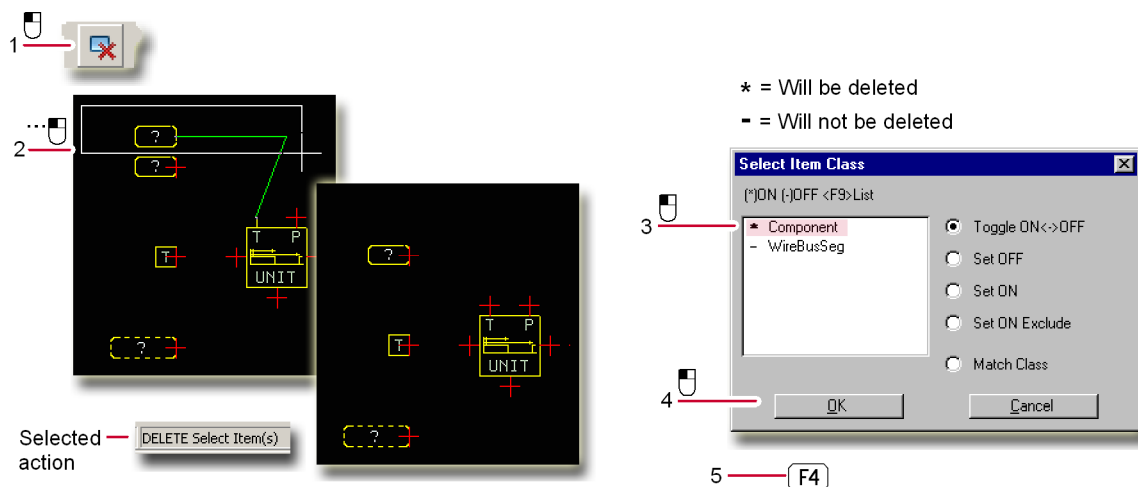 1
2
...
?
?
T
T P
UNIT
?
?
T
T P
UNIT
?
Selected
action
DELETE Select Item(s)
* = Will be deleted
- = Will not be deleted
Select Item Class
(*)ON (-)OFF <F9>List
3
* Component
- WireBusSeg
Toggle ON<->OFF
Set OFF
Set ON
Set ON Exclude
Match Class
4
OK
Cancel
5
F4